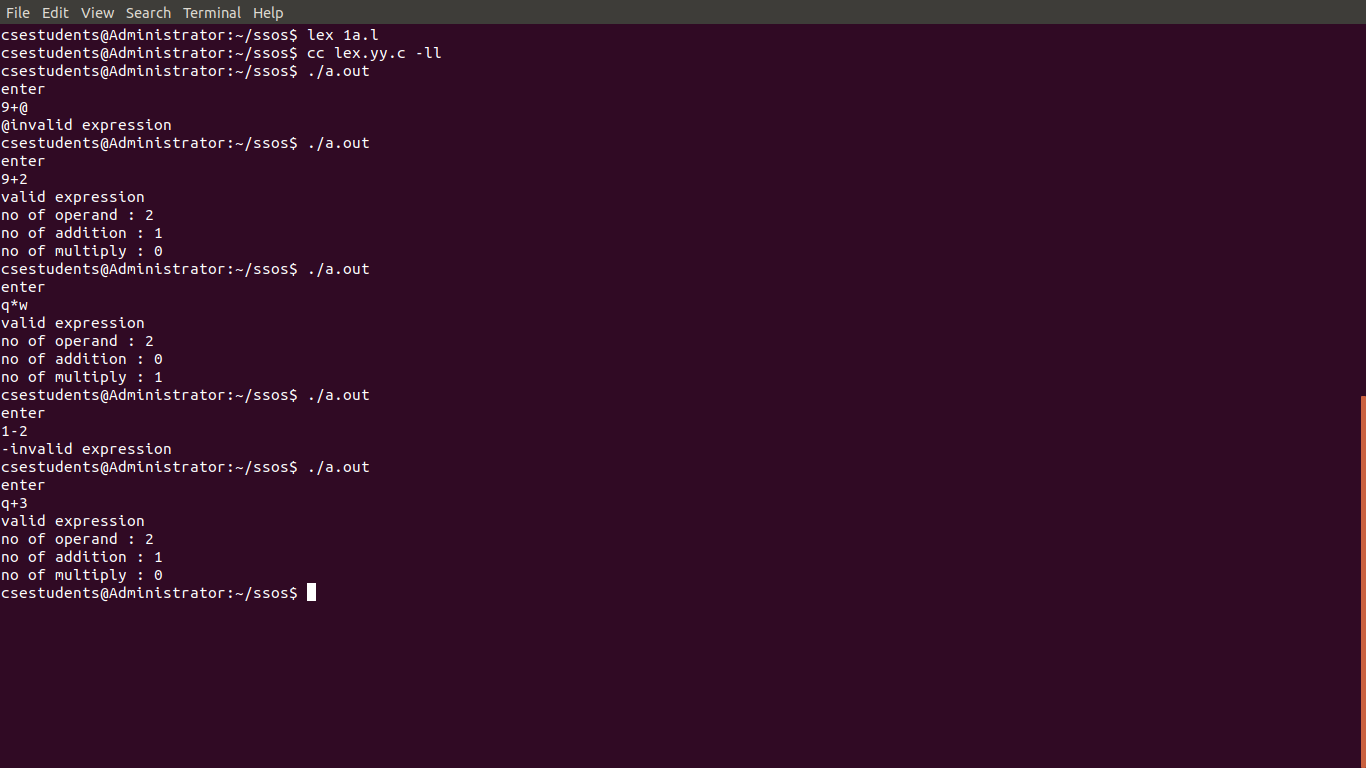 File Edit View Search Terminal Help
csestudents@Administrator:~/ssos$ lex 1a.l
csestudents@Administrator:~/ssos$ cc lex.yy.c -ll
csestudents@Administrator:~/ssos$ ./a.out
enter
9+@
@invalid expression
csestudents@Administrator:~/ssos$ ./a.out
enter
9+2
valid expression
no of operand : 2
no of addition : 1
no of multiply : 0
csestudents@Administrator:~/ssos$ ./a.out
enter
q*w
valid expression
no of operand : 2
no of addition : 0
no of multiply : 1
csestudents@Administrator:~/ssos$ ./a.out
enter
1-2
-invalid expression
csestudents@Administrator:~/ssos$ ./a.out
enter
q+3
valid expression
no of operand : 2
no of addition : 1
no of multiply : 0
csestudents@Administrator:~/ssos$